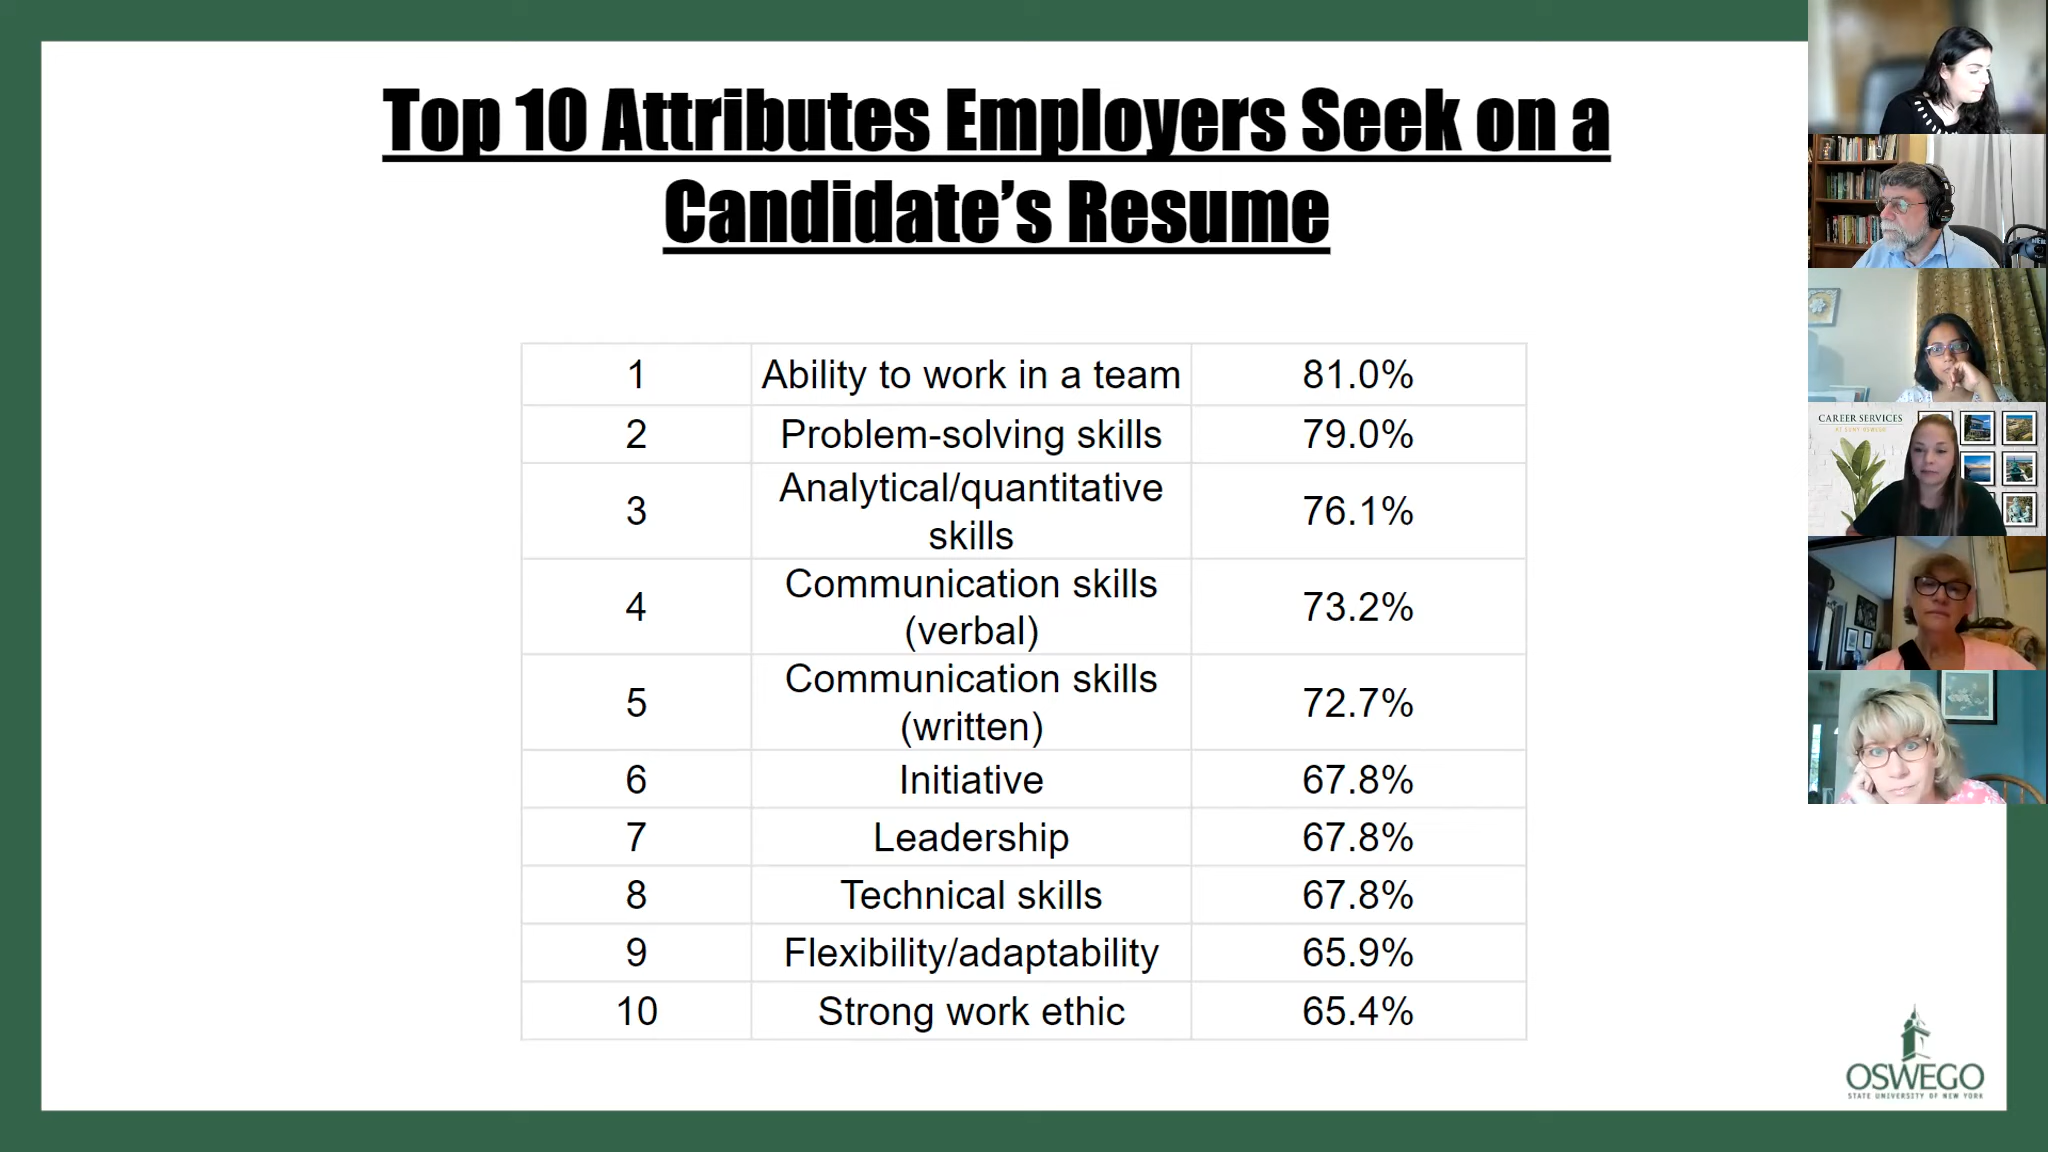 Top 10 Attributes Employers Seek on a
Candidate’s Resume
1 Ability to work in a team 81.0%
2 Problem-solving skills 79.0%
3 Analytical/quantitative skills 76.1%
4 Communication skills (verbal) 73.2%
5 Communication skills (written) 72.7%
6 Initiative 67.8%
7 Leadership 67.8%
8 Technical skills 67.8%
9 Flexibility/adaptability 65.9%
10 Strong work ethic 65.4%
CAREER SERVICES
AT SUNY OSWEGO
OSWEGO
STATE UNIVERSITY OF NEW YORK